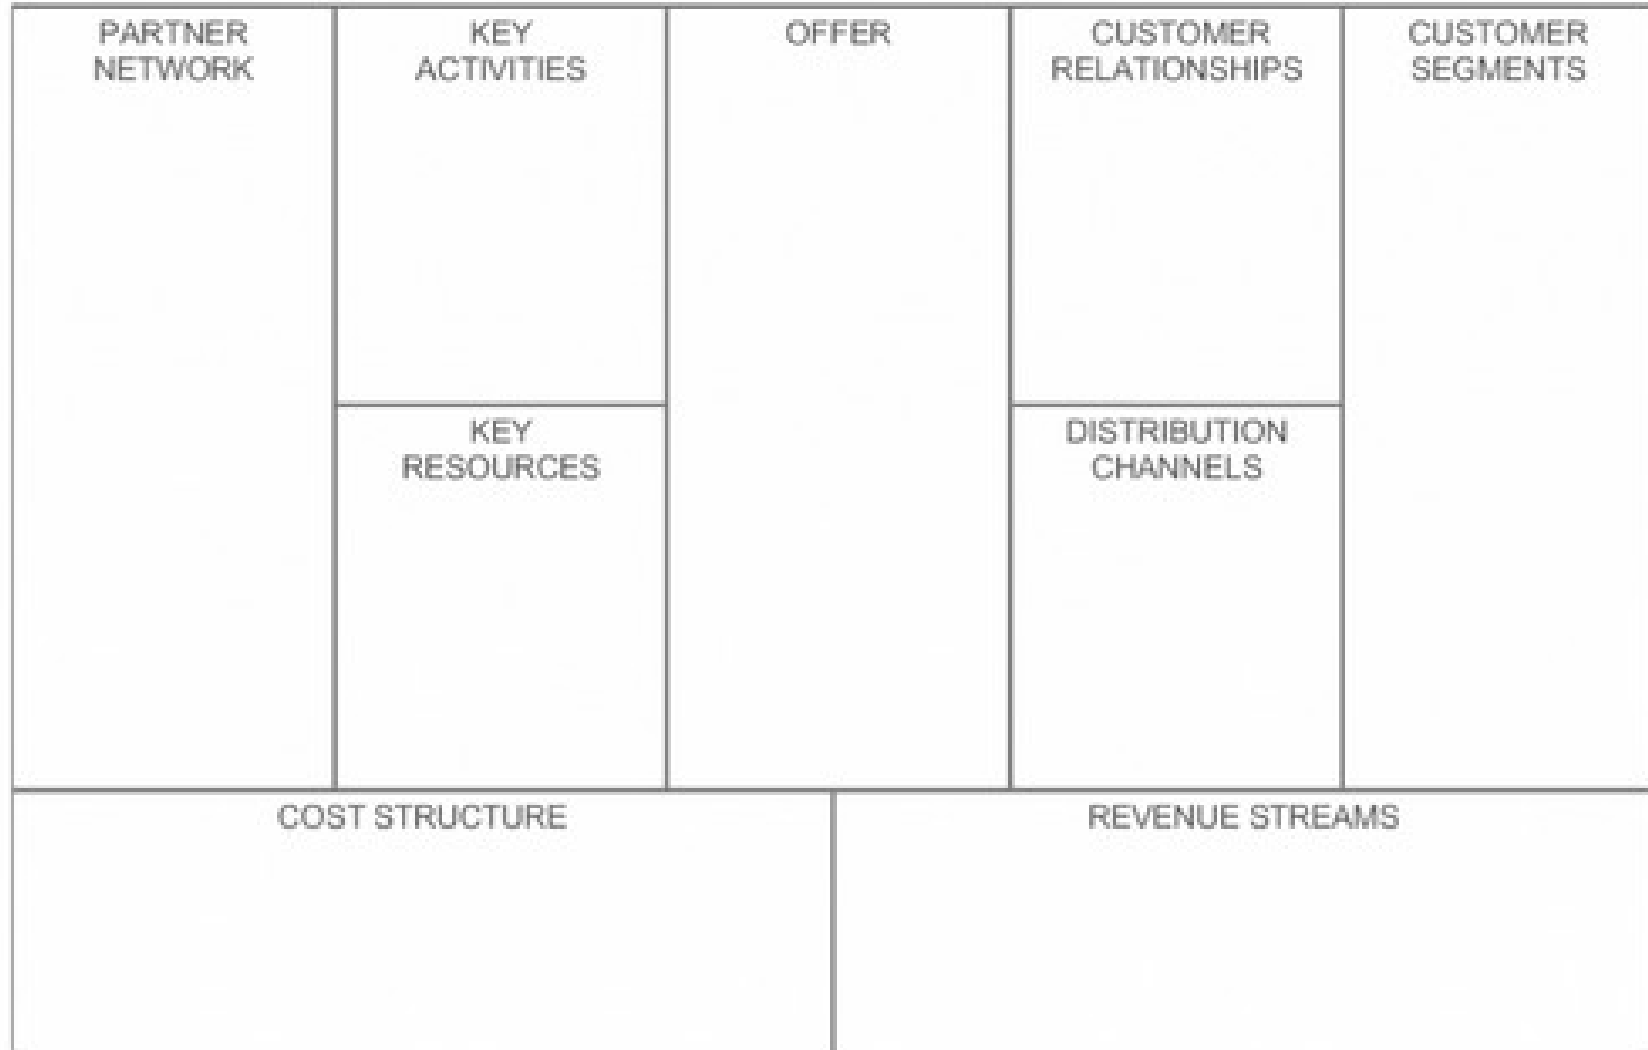 PARTNER
NETWORK
KEY
ACTIVITIES
KEY
RESOURCES
OFFER
CUSTOMER
RELATIONSHIPS
DISTRIBUTION
CHANNELS
CUSTOMER
SEGMENTS
COST STRUCTURE
REVENUE STREAMS